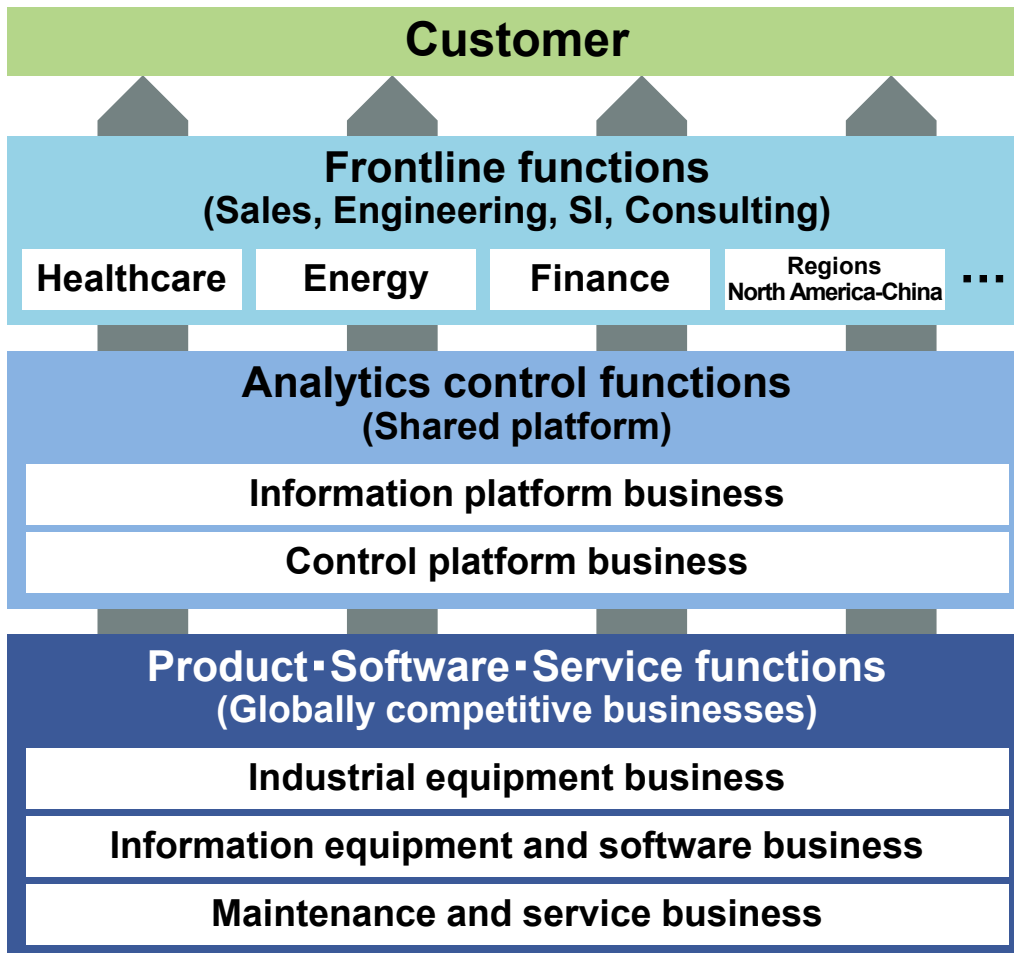 Customer
Frontline functions
(Sales, Engineering, SI, Consulting)
Healthcare
Energy
Finance
Regions
North America-China
...
Analytics control functions
(Shared platform)
Information platform business
Control platform business
Product▪Software▪Service functions
(Globally competitive businesses)
Industrial equipment business
Information equipment and software business
Maintenance and service business